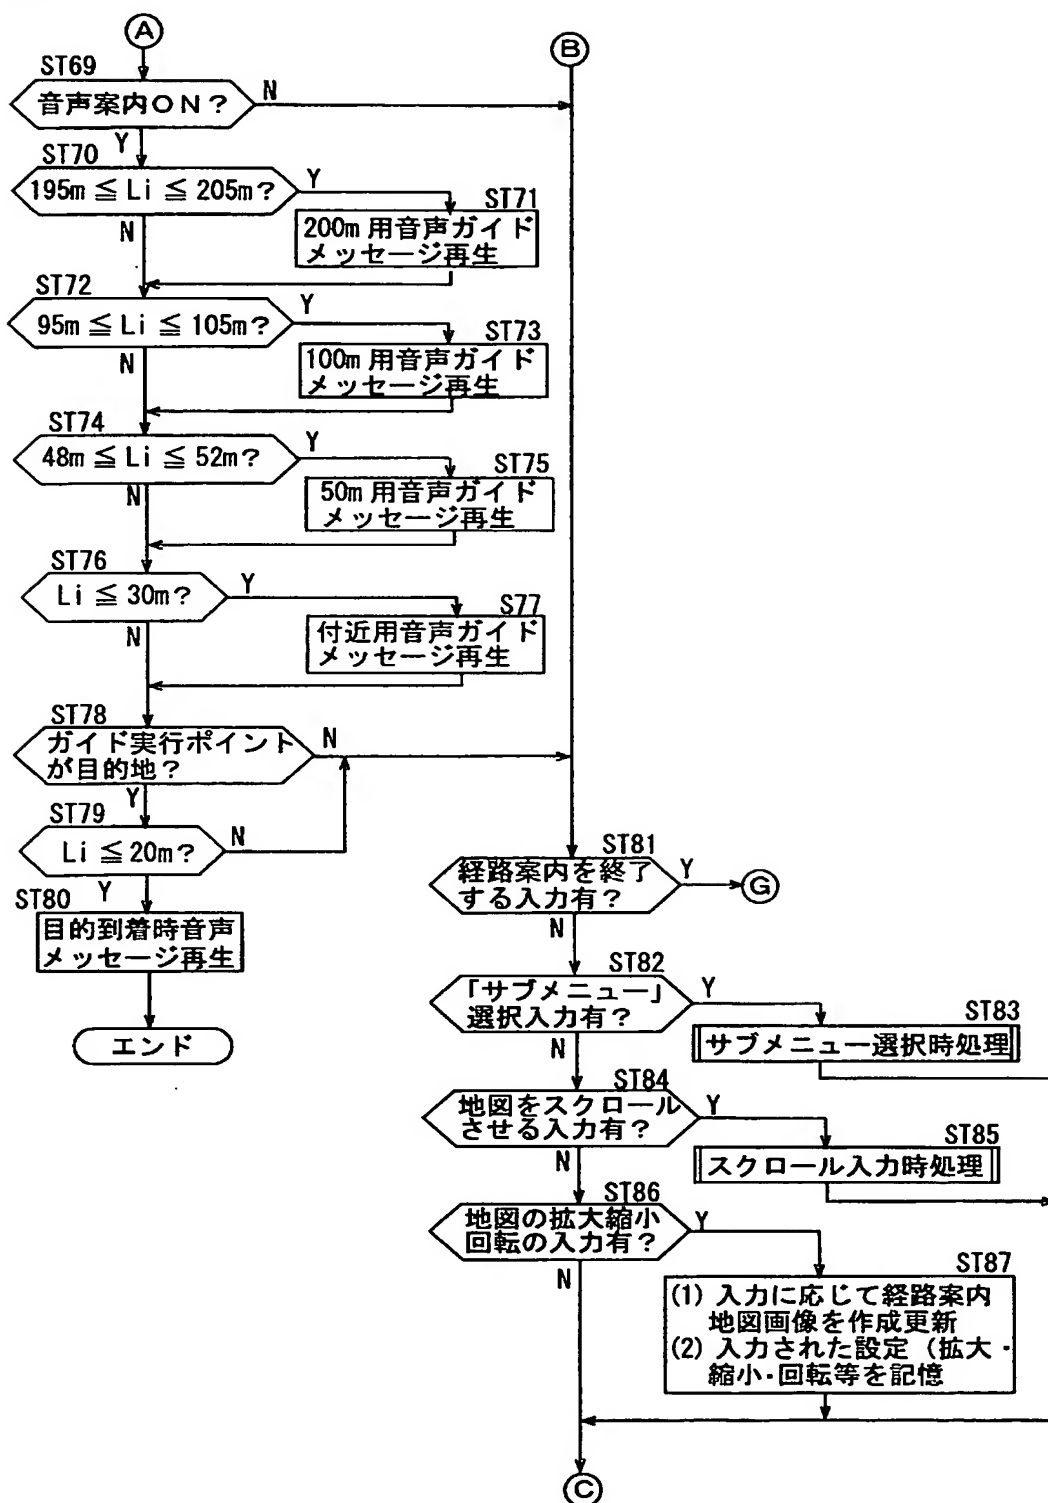 A
ST69
音声案内ON？
N
Y
ST70
195m ≦ Li ≦ 205m？
Y
N
ST71
200m用音声ガイド
メッセージ再生
ST72
95m ≦ Li ≦ 105m？
Y
N
ST73
100m用音声ガイド
メッセージ再生
ST74
48m ≦ Li ≦ 52m？
Y
N
ST75
50m用音声ガイド
メッセージ再生
ST76
Li ≦ 30m？
Y
N
S77
付近用音声ガイド
メッセージ再生
ST78
ガイド実行ポイント
が目的地？
N
Y
ST79
Li ≦ 20m？
N
Y
ST80
目的到着時音声
メッセージ再生
エンド
B
ST81
経路案内を終了
する入力有？
Y
G
N
ST82
「サブメニュー」
選択入力有？
Y
N
ST83
サブメニュー選択時処理
ST84
地図をスクロール
させる入力有？
Y
N
ST85
スクロール入力時処理
ST86
地図の拡大縮小
回転の入力有？
Y
N
ST87
(1) 入力に応じて経路案内
地図画像を作成更新
(2) 入力された設定（拡大・
縮小・回転等を記憶
C